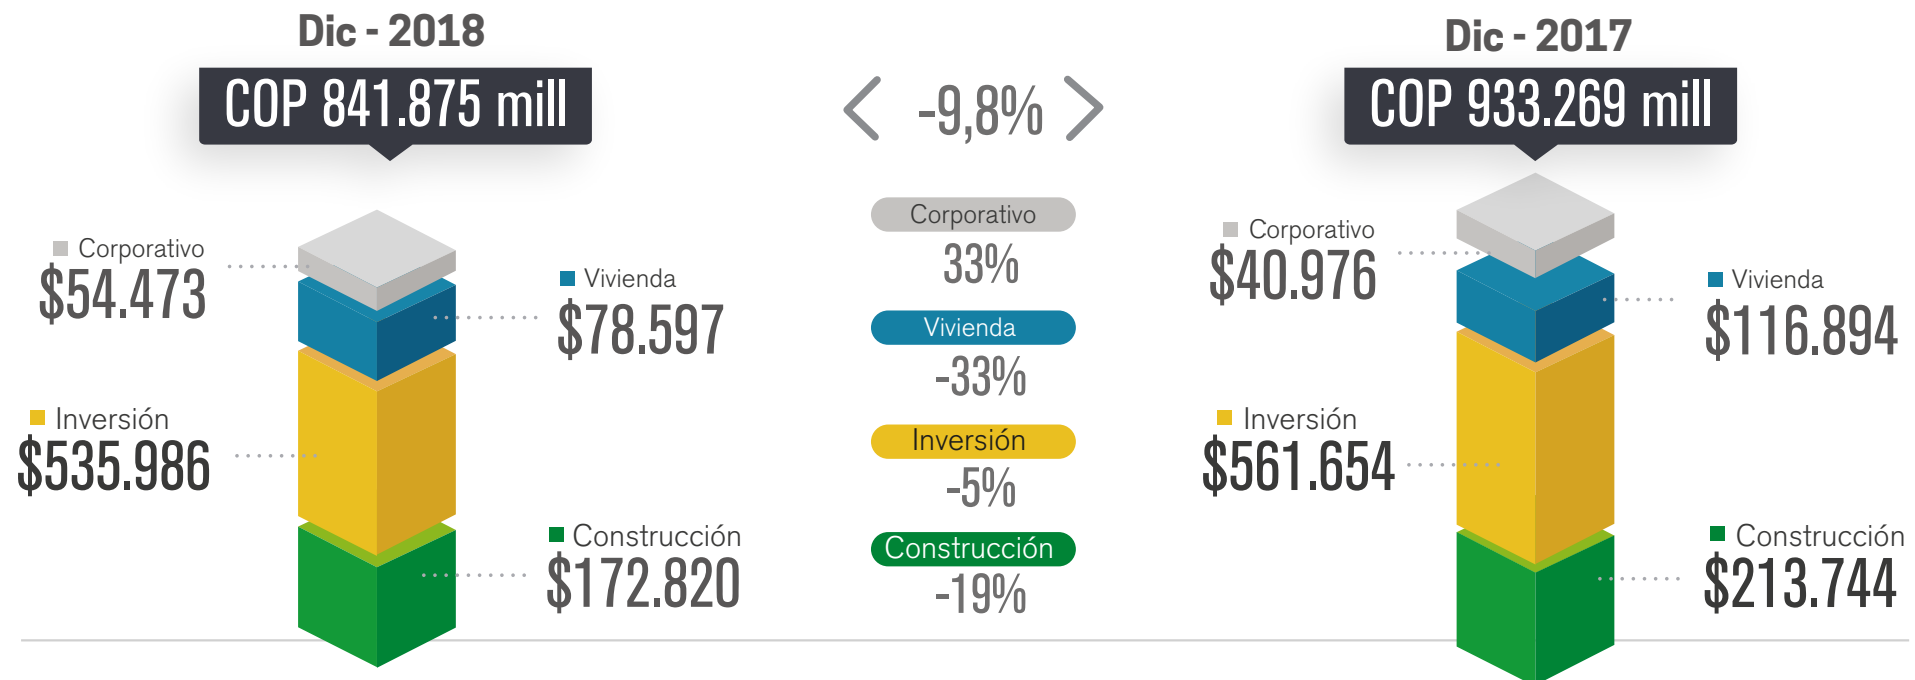 Dic - 2018
COP 841.875 mill
Corporativo
$54.473
Vivienda
$78.597
Inversión
$535.986
Construcción
$172.820
-9,8%
Corporativo
33%
Vivienda
-33%
Inversión
-5%
Construcción
-19%
Dic - 2017
COP 933.269 mill
Corporativo
$40.976
Vivienda
$116.894
Inversión
$561.654
Construcción
$213.744